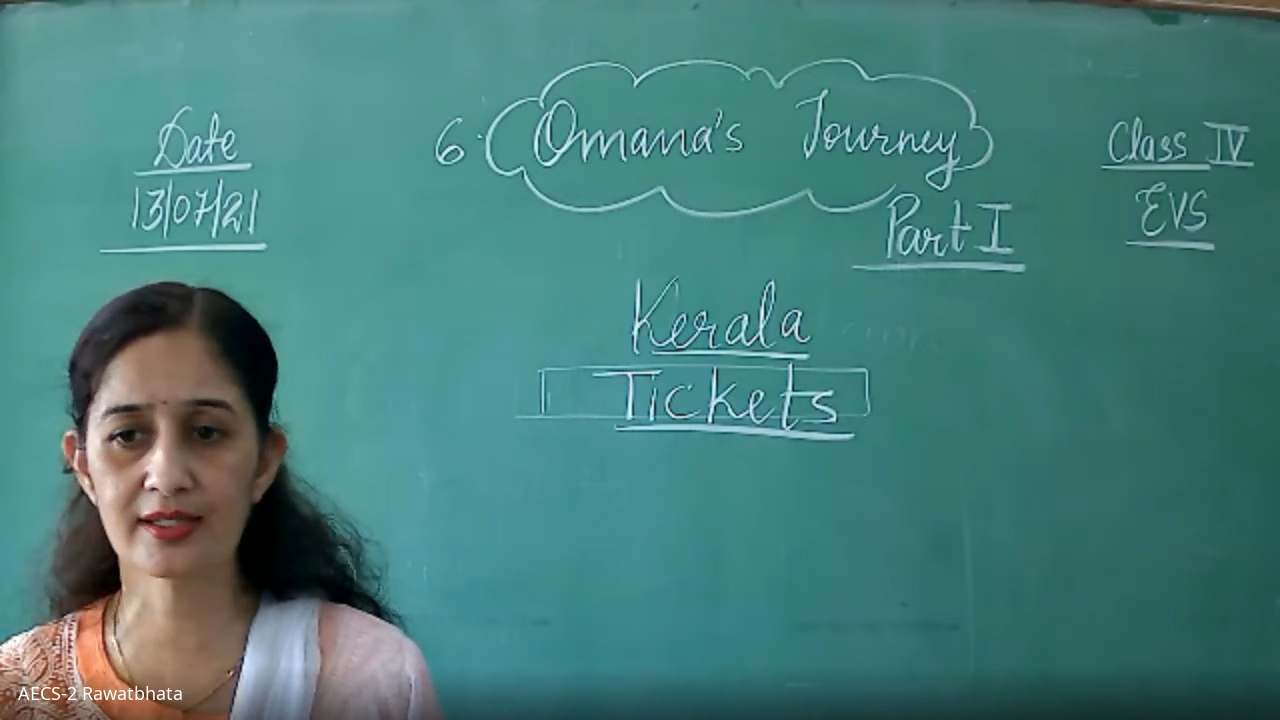 Date
13/07/21
6. Omana's Journey
Part I
Class IV
EVS
Kerala
Tickets
AECS-2 Rawatbhata